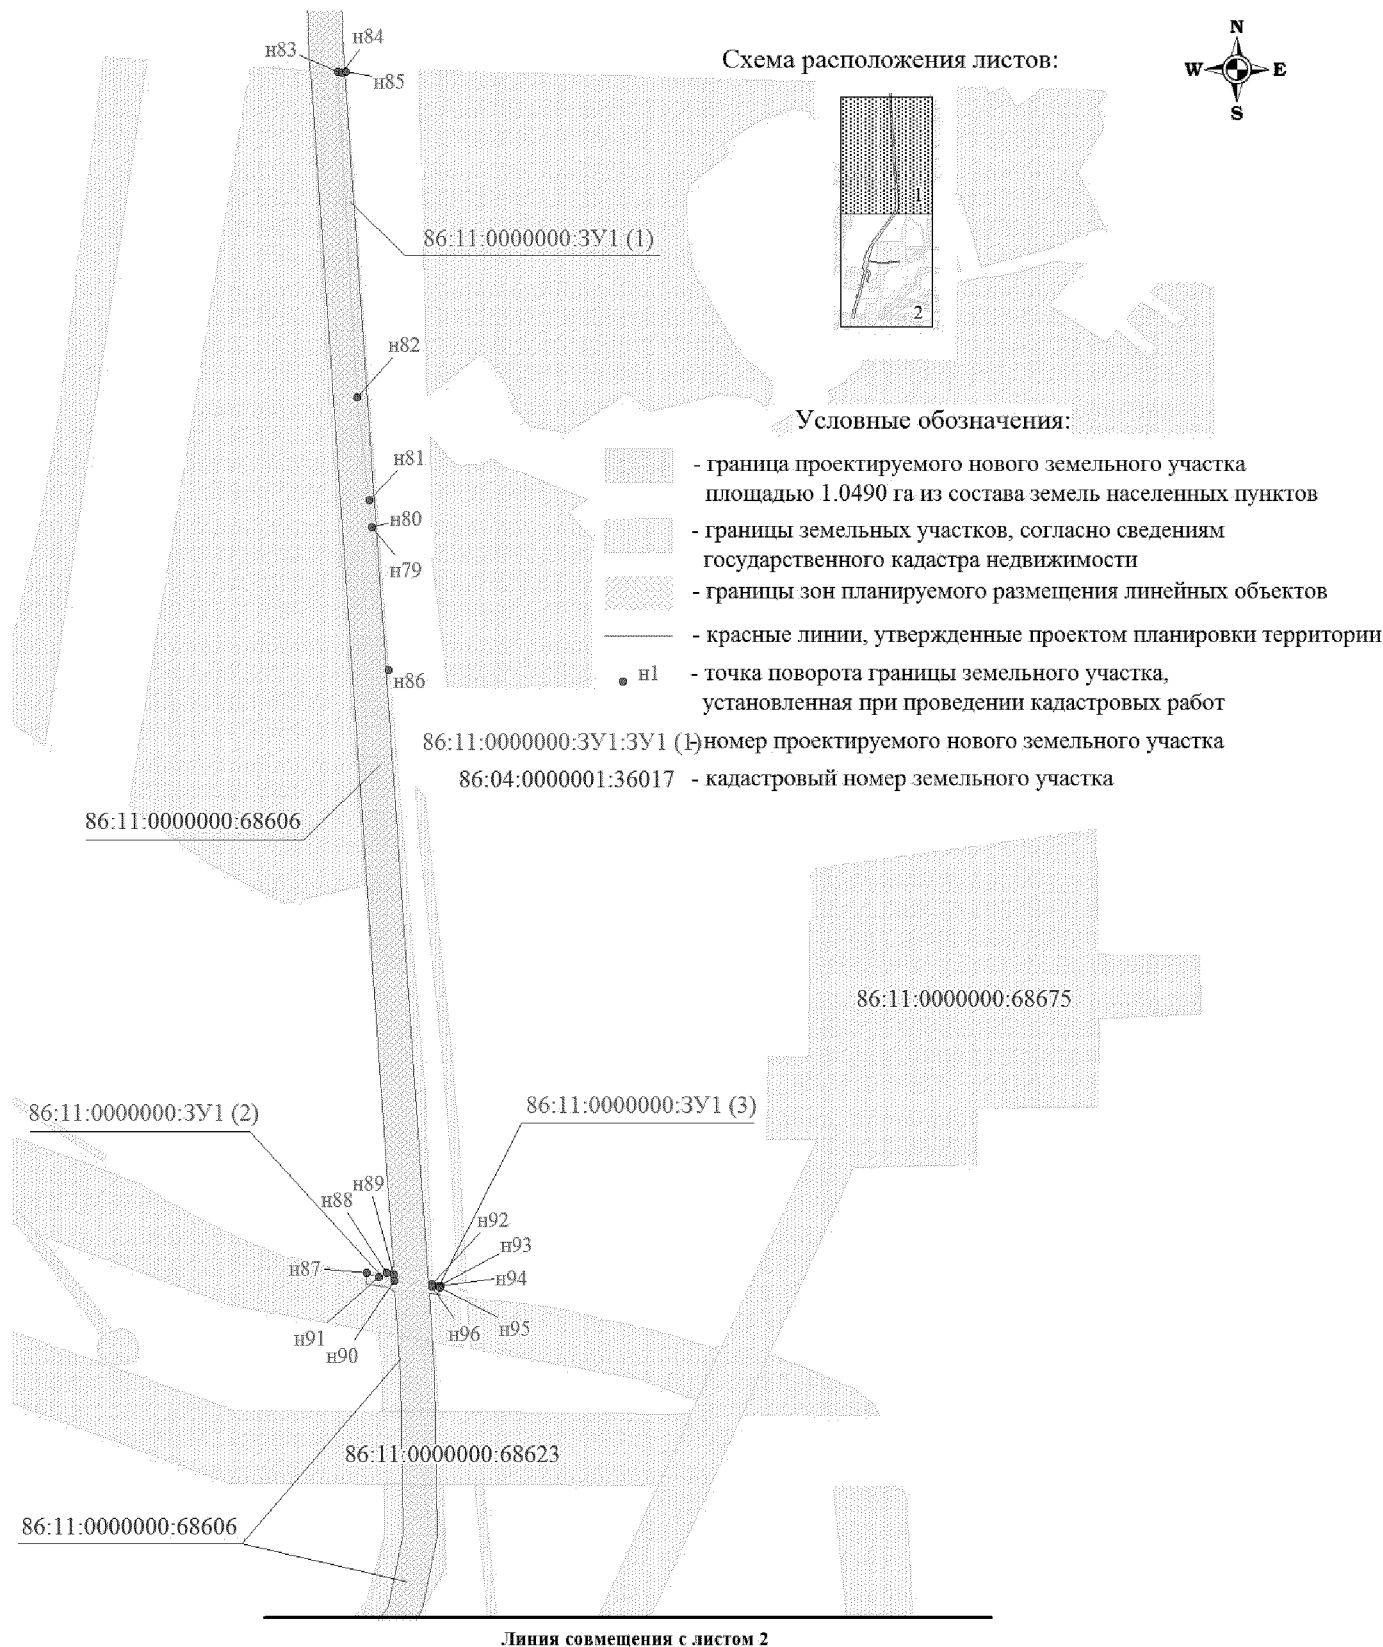 N
W E
S
Схема расположения листов:
1
2
н83
н84
н85
86:11:0000000:ЗУ1 (1)
н82
н81
н80
н79
н86
Условные обозначения:
- граница проектируемого нового земельного участка
площадью 1.0490 га из состава земель населенных пунктов
- границы земельных участков, согласно сведениям
государственного кадастра недвижимости
- границы зон планируемого размещения линейных объектов
- красные линии, утвержденные проектом планировки территории
н1 - точка поворота границы земельного участка,
установленная при проведении кадастровых работ
86:11:0000000:ЗУ1:ЗУ1 (1) - номер проектируемого нового земельного участка
86:04:0000001:36017 - кадастровый номер земельного участка
86:11:0000000:68606
86:11:0000000:68675
86:11:0000000:ЗУ1 (2)
86:11:0000000:ЗУ1 (3)
н89
н88
н87
н91
н90
н92
н93
н94
н95
н96
86:11:0000000:68623
86:11:0000000:68606
Линия совмещения с листом 2